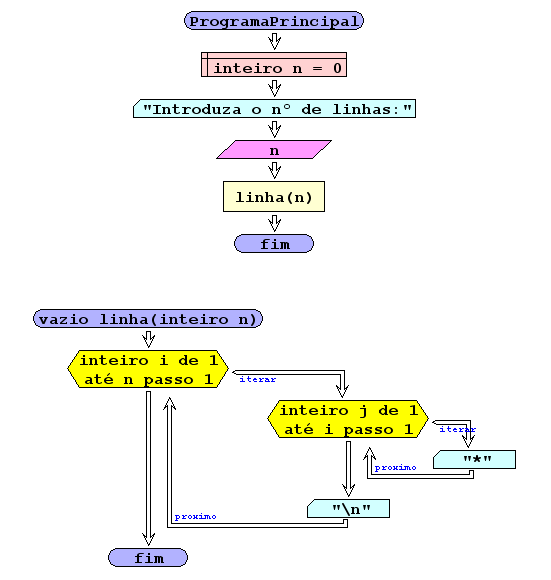 ProgramaPrincipal
inteiro n = 0
"Introduza o nº de linhas:"
n
linha(n)
fim
vazio linha(inteiro n)
inteiro i de 1
até n passo 1
iterar
inteiro j de 1
até i passo 1
iterar
"*"
proximo
"\n"
proximo
fim